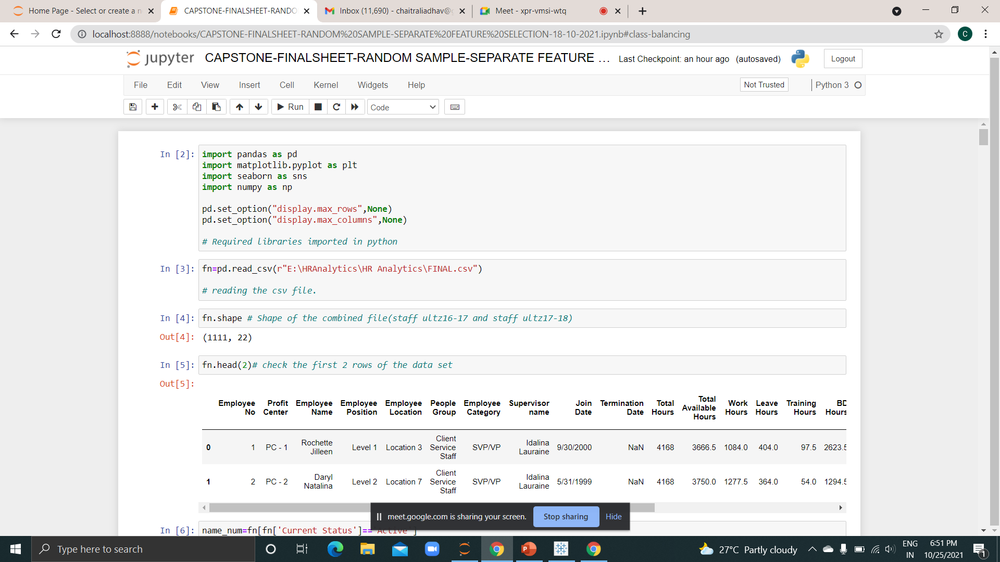 Home Page - Select or create a n
CAPSTONE-FINALSHEET-RANDO
Inbox (11,690) - chaitraliadhav@g
Meet - xpr-vmsi-wtq
localhost:8888/notebooks/CAPSTONE-FINALSHEET-RANDOM%20SAMPLE-SEPARATE%20FEATURE%20SELECTION-18-10-2021.ipynb#class-balancing
C
jupyter CAPSTONE-FINALSHEET-RANDOM SAMPLE-SEPARATE FEATURE ... Last Checkpoint: an hour ago (autosaved) Logout
File Edit View Insert Cell Kernel Widgets Help Not Trusted Python 3
Run Code
In [2]: import pandas as pd
import matplotlib.pyplot as plt
import seaborn as sns
import numpy as np
pd.set_option("display.max_rows",None)
pd.set_option("display.max_columns",None)
# Required libraries imported in python
In [3]: fn=pd.read_csv(r"E:\HRAnalytics\HR Analytics\FINAL.csv")
# reading the csv file.
In [4]: fn.shape # Shape of the combined file(staff ultz16-17 and staff ultz17-18)
Out[4]: (1111, 22)
In [5]: fn.head(2)# check the first 2 rows of the data set
Out[5]:
Employee No Profit Center Employee Name Employee Position Employee Location People Group Employee Category Supervisor name Join Date Termination Date Total Hours Total Available Hours Work Hours Leave Hours Training Hours BD Hours
0 1 PC - 1 Rochette Jilleen Level 1 Location 3 Client Service Staff SVP/VP Idalina Lauraine 9/30/2000 NaN 4168 3666.5 1084.0 404.0 97.5 2623.5
1 2 PC - 2 Daryl Natalina Level 2 Location 7 Client Service Staff SVP/VP Idalina Lauraine 5/31/1999 NaN 4168 3750.0 1277.5 364.0 54.0 1294.5
meet.google.com is sharing your screen. Stop sharing Hide
In [6]: name_num=fn[fn['Current Status']=='Active']
Type here to search
27°C Partly cloudy
ENG
IN
6:51 PM
10/25/2021
1